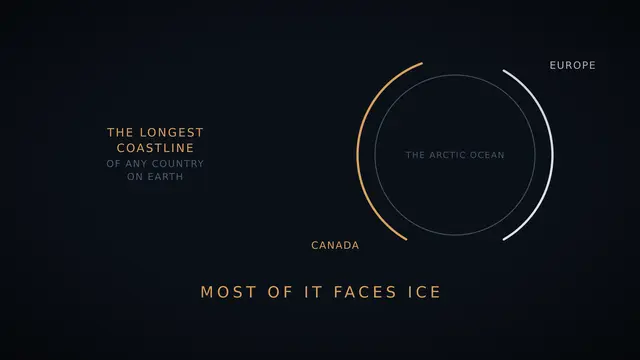 THE LONGEST
COASTLINE
OF ANY COUNTRY
ON EARTH
EUROPE
THE ARCTIC OCEAN
CANADA
MOST OF IT FACES ICE